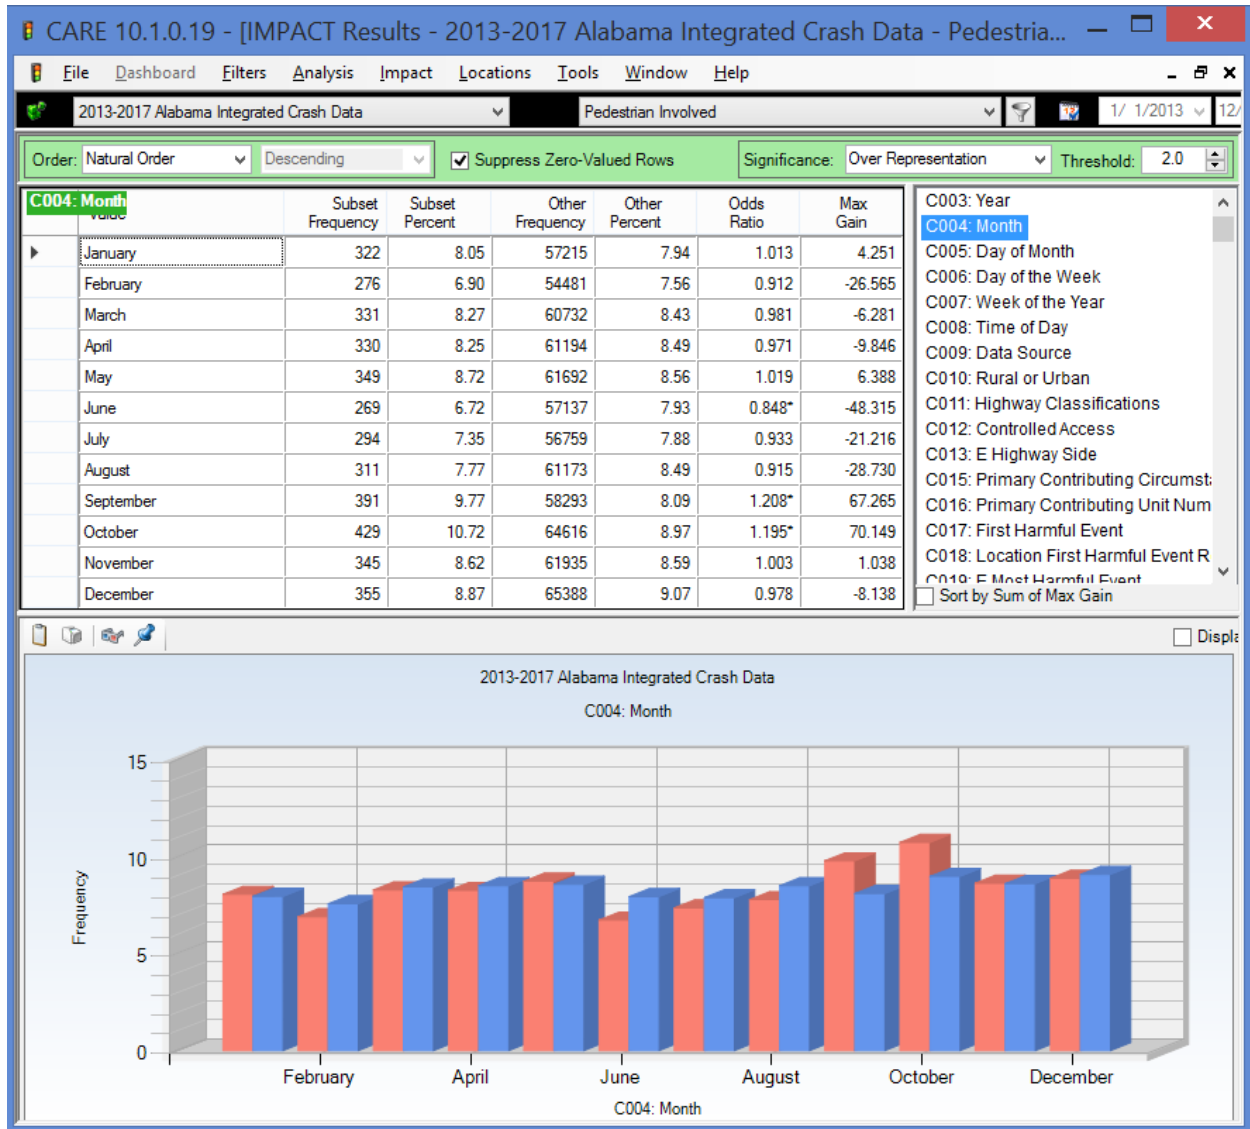 CARE 10.1.0.19 - [IMPACT Results - 2013-2017 Alabama Integrated Crash Data - Pedestria...
File Dashboard Filters Analysis Impact Locations Tools Window Help
2013-2017 Alabama Integrated Crash Data Pedestrian Involved 1/ 1/2013 12/
Order: Natural Order Descending Suppress Zero-Valued Rows Significance: Over Representation Threshold: 2.0
C004: Month
Value Subset Frequency Subset Percent Other Frequency Other Percent Odds Ratio Max Gain
January 322 8.05 57215 7.94 1.013 4.251
February 276 6.90 54481 7.56 0.912 -26.565
March 331 8.27 60732 8.43 0.981 -6.281
April 330 8.25 61194 8.49 0.971 -9.846
May 349 8.72 61692 8.56 1.019 6.388
June 269 6.72 57137 7.93 0.848* -48.315
July 294 7.35 56759 7.88 0.933 -21.216
August 311 7.77 61173 8.49 0.915 -28.730
September 391 9.77 58293 8.09 1.208* 67.265
October 429 10.72 64616 8.97 1.195* 70.149
November 345 8.62 61935 8.59 1.003 1.038
December 355 8.87 65388 9.07 0.978 -8.138
C003: Year
C004: Month
C005: Day of Month
C006: Day of the Week
C007: Week of the Year
C008: Time of Day
C009: Data Source
C010: Rural or Urban
C011: Highway Classifications
C012: Controlled Access
C013: E Highway Side
C015: Primary Contributing Circumst
C016: Primary Contributing Unit Num
C017: First Harmful Event
C018: Location First Harmful Event R
C019: E Most Harmful Event
Sort by Sum of Max Gain
Displa
2013-2017 Alabama Integrated Crash Data
C004: Month
15
10
5
0
Frequency
February April June August October December
C004: Month